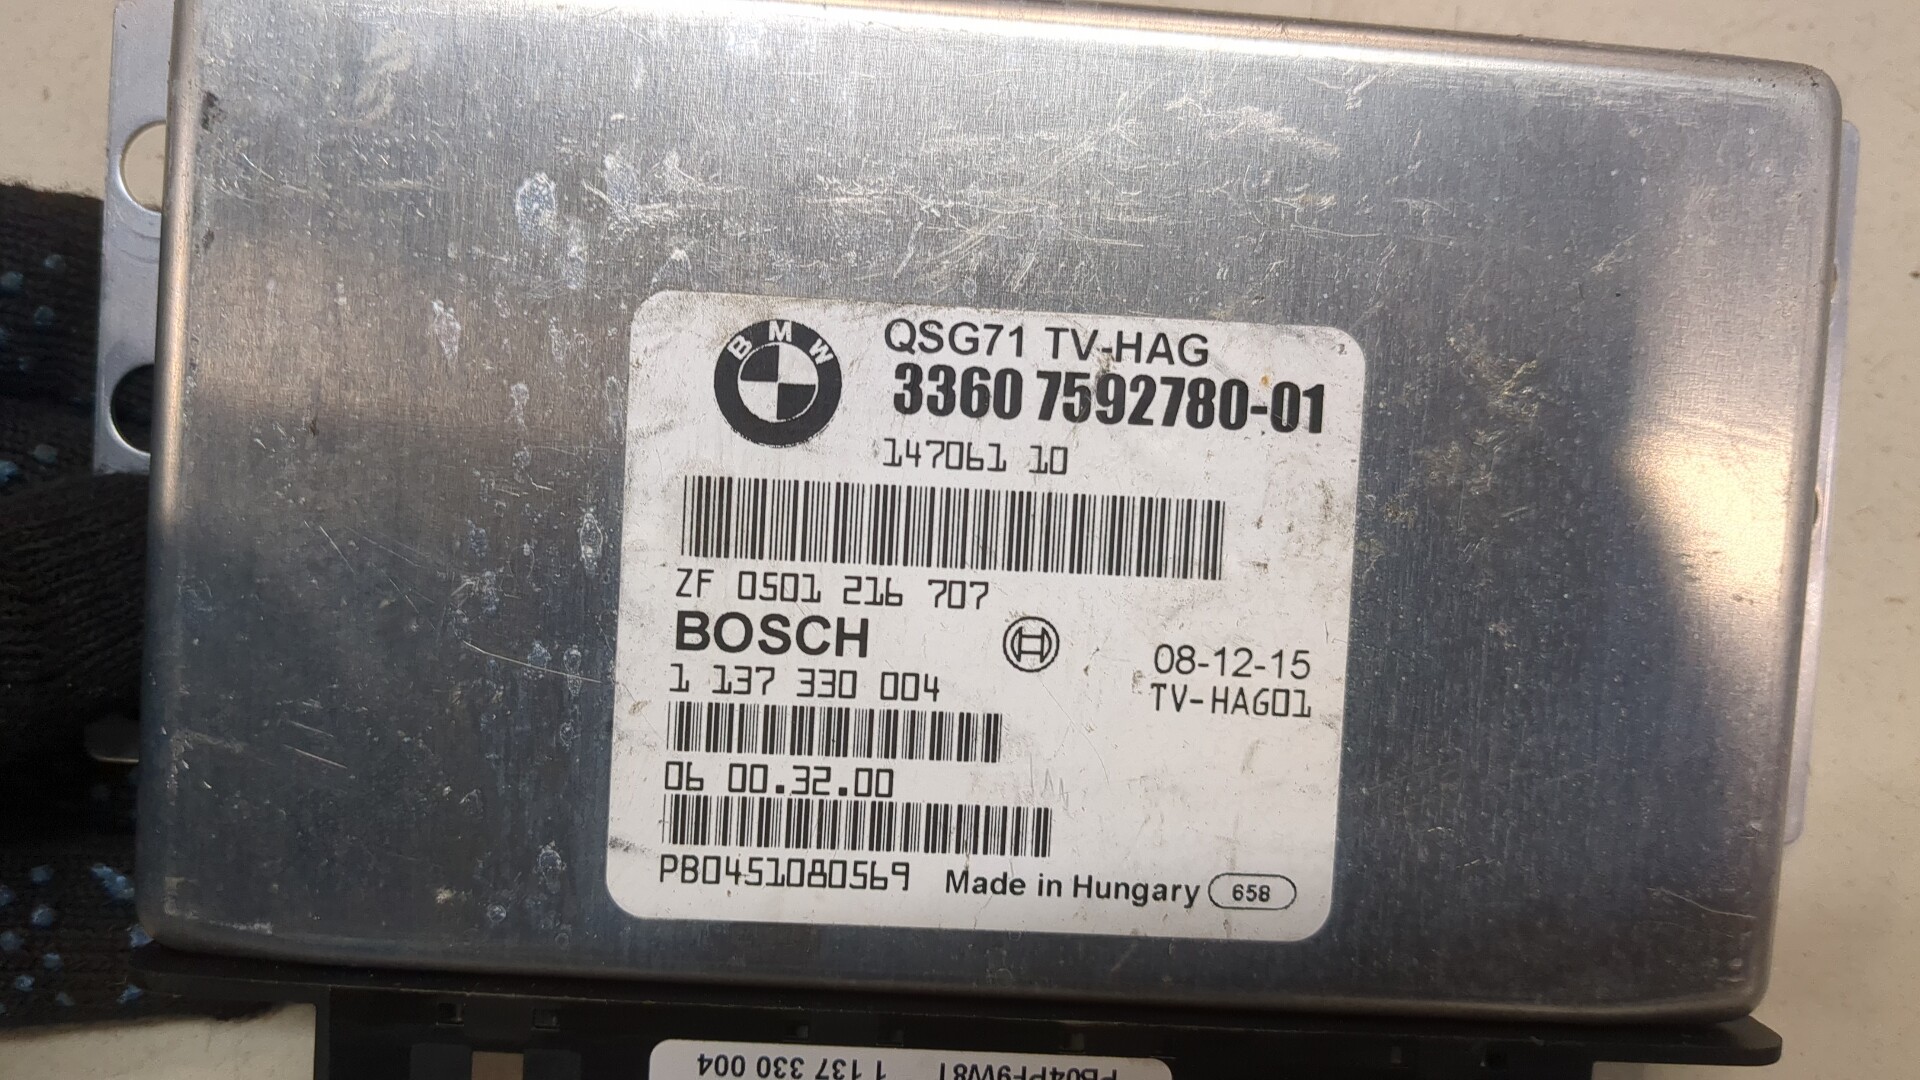 BMW
QSG71 TV-HAG
3360 7592780-01
147061 10
ZF 0501 216 707
BOSCH
08-12-15
1 137 330 004
TV-HAG01
06 00.32.00
PB0451080569 Made in Hungary 658
1 137 330 004